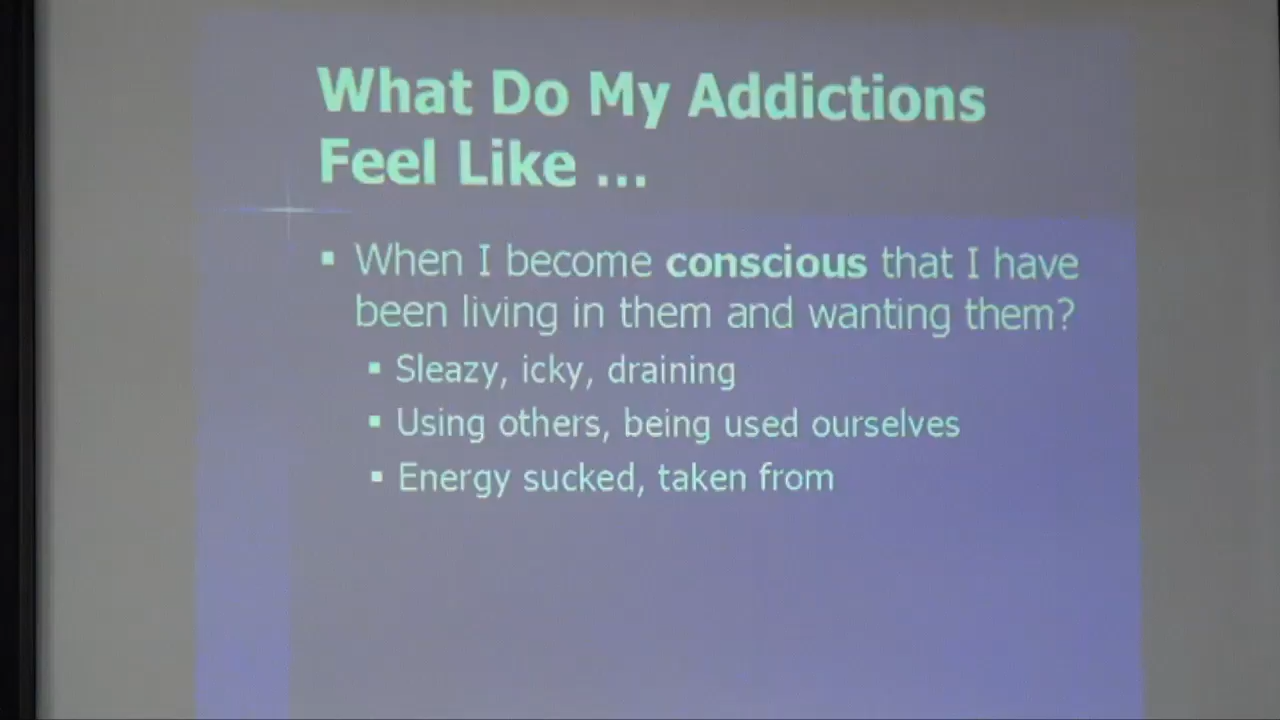 What Do My Addictions
Feel Like ...
▪ When I become conscious that I have
been living in them and wanting them?
▪ Sleazy, icky, draining
▪ Using others, being used ourselves
▪ Energy sucked, taken from